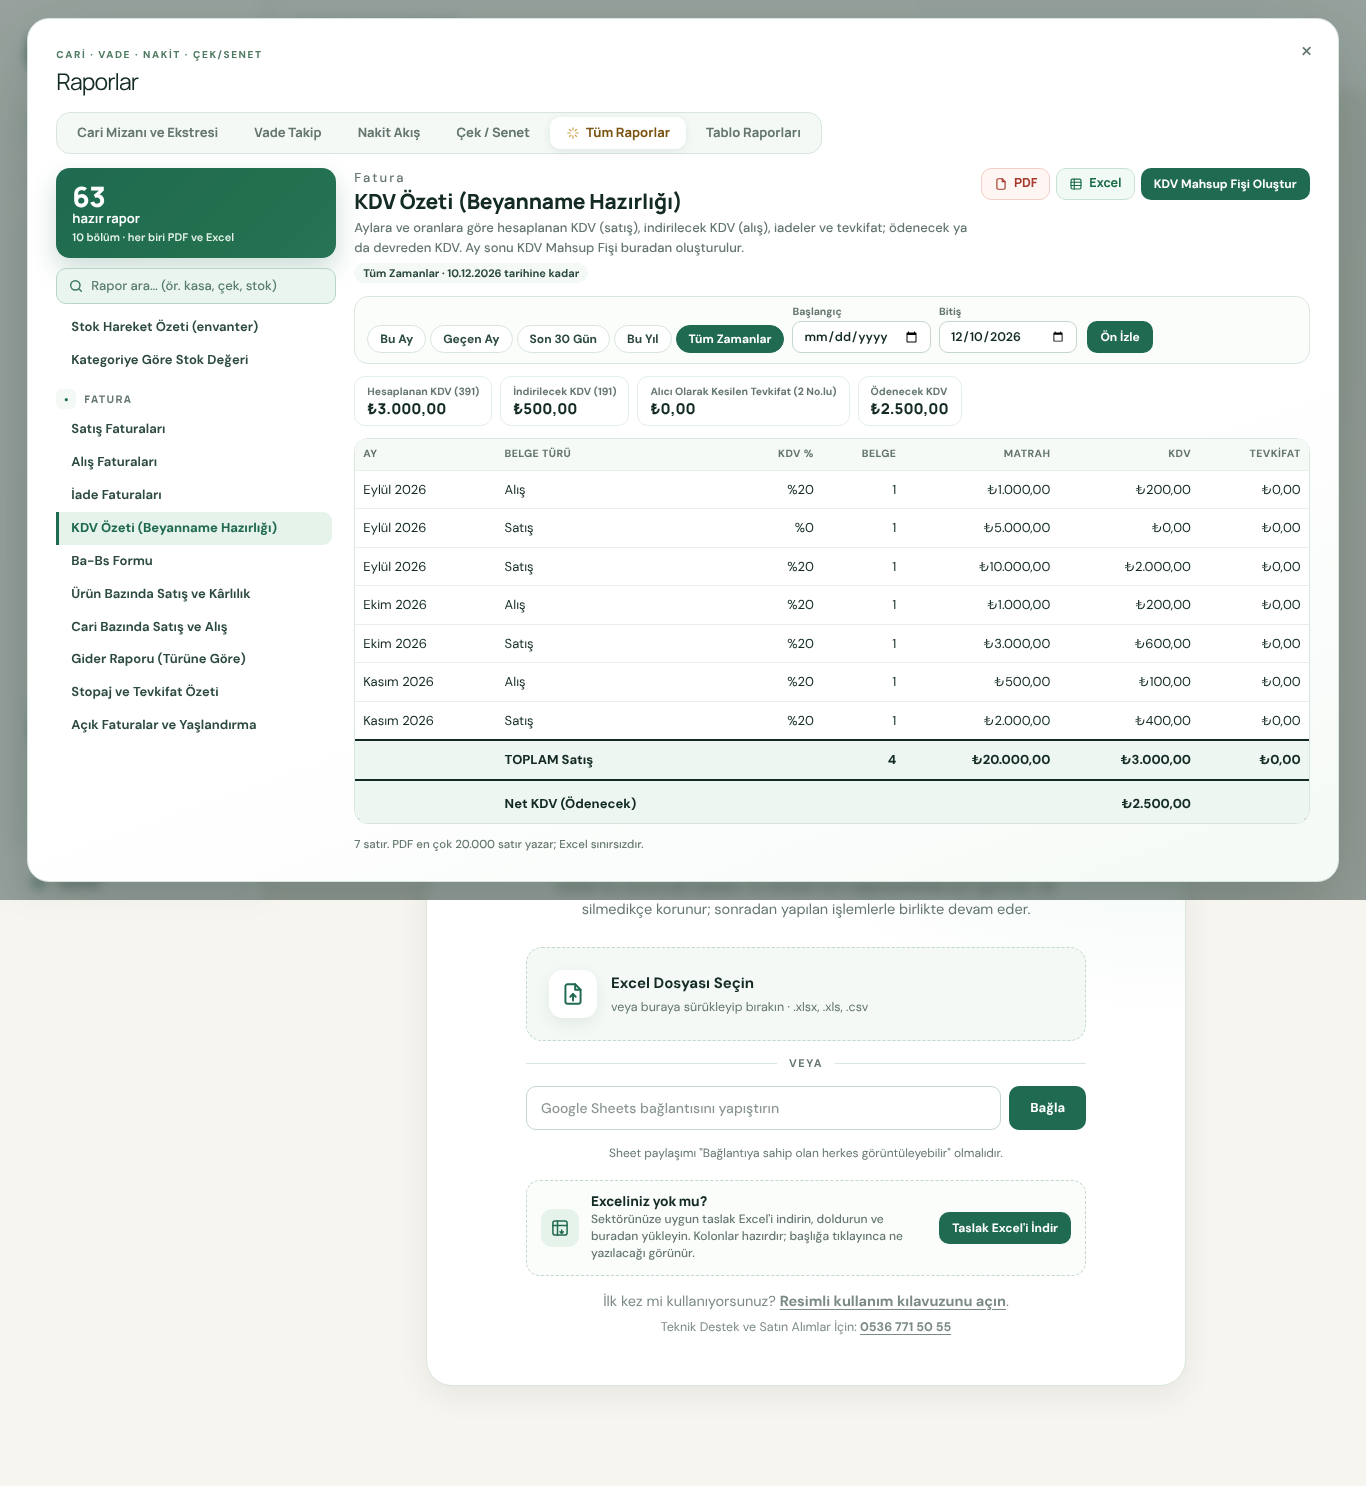 CARİ · VADE · NAKİT · ÇEK/SENET
Raporlar
×
Cari Mizanı ve Ekstresi Vade Takip Nakit Akış Çek / Senet Tüm Raporlar Tablo Raporları
63
hazır rapor
10 bölüm · her biri PDF ve Excel
Rapor ara... (ör. kasa, çek, stok)
Stok Hareket Özeti (envanter)
Kategoriye Göre Stok Değeri
FATURA
Satış Faturaları
Alış Faturaları
İade Faturaları
KDV Özeti (Beyanname Hazırlığı)
Ba-Bs Formu
Ürün Bazında Satış ve Kârlılık
Cari Bazında Satış ve Alış
Gider Raporu (Türüne Göre)
Stopaj ve Tevkifat Özeti
Açık Faturalar ve Yaşlandırma
Fatura
KDV Özeti (Beyanname Hazırlığı)
PDF Excel KDV Mahsup Fişi Oluştur
Aylara ve oranlara göre hesaplanan KDV (satış), indirilecek KDV (alış), iadeler ve tevkifat; ödenecek ya
da devreden KDV. Ay sonu KDV Mahsup Fişi buradan oluşturulur.
Tüm Zamanlar · 10.12.2026 tarihine kadar
Başlangıç Bitiş
Bu Ay Geçen Ay Son 30 Gün Bu Yıl Tüm Zamanlar mm/dd/yyyy 12/10/2026 Ön İzle
Hesaplanan KDV (391) İndirilecek KDV (191) Alıcı Olarak Kesilen Tevkifat (2 No.lu) Ödenecek KDV
₺3.000,00 ₺500,00 ₺0,00 ₺2.500,00
AY BELGE TÜRÜ KDV % BELGE MATRAH KDV TEVKİFAT
Eylül 2026 Alış %20 1 ₺1.000,00 ₺200,00 ₺0,00
Eylül 2026 Satış %0 1 ₺5.000,00 ₺0,00 ₺0,00
Eylül 2026 Satış %20 1 ₺10.000,00 ₺2.000,00 ₺0,00
Ekim 2026 Alış %20 1 ₺1.000,00 ₺200,00 ₺0,00
Ekim 2026 Satış %20 1 ₺3.000,00 ₺600,00 ₺0,00
Kasım 2026 Alış %20 1 ₺500,00 ₺100,00 ₺0,00
Kasım 2026 Satış %20 1 ₺2.000,00 ₺400,00 ₺0,00
TOPLAM Satış 4 ₺20.000,00 ₺3.000,00 ₺0,00
Net KDV (Ödenecek) ₺2.500,00
7 satır. PDF en çok 20.000 satır yazar; Excel sınırsızdır.
silmedikçe korunur; sonradan yapılan işlemlerle birlikte devam eder.
Excel Dosyası Seçin
veya buraya sürükleyip bırakın · .xlsx, .xls, .csv
VEYA
Google Sheets bağlantısını yapıştırın Bağla
Sheet paylaşımı "Bağlantıya sahip olan herkes görüntüleyebilir" olmalıdır.
Exceliniz yok mu?
Sektörünüze uygun taslak Excel'i indirin, doldurun ve
buradan yükleyin. Kolonlar hazırdır; başlığa tıklayınca ne
yazılacağı görünür.
Taslak Excel'i İndir
İlk kez mi kullanıyorsunuz? Resimli kullanım kılavuzunu açın.
Teknik Destek ve Satın Alımlar İçin: 0536 771 50 55